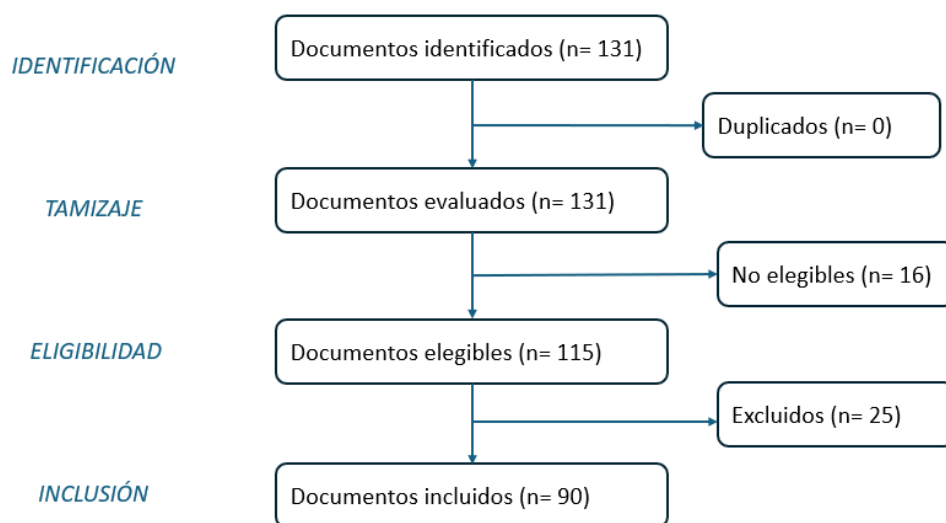 Documentos identificados (n= 131)
IDENTIFICACIÓN
Duplicados (n= 0)
Documentos evaluados (n= 131)
TAMIZAJE
No elegibles (n= 16)
Documentos elegibles (n= 115)
ELIGIBILIDAD
Excluidos (n= 25)
Documentos incluidos (n= 90)
INCLUSIÓN